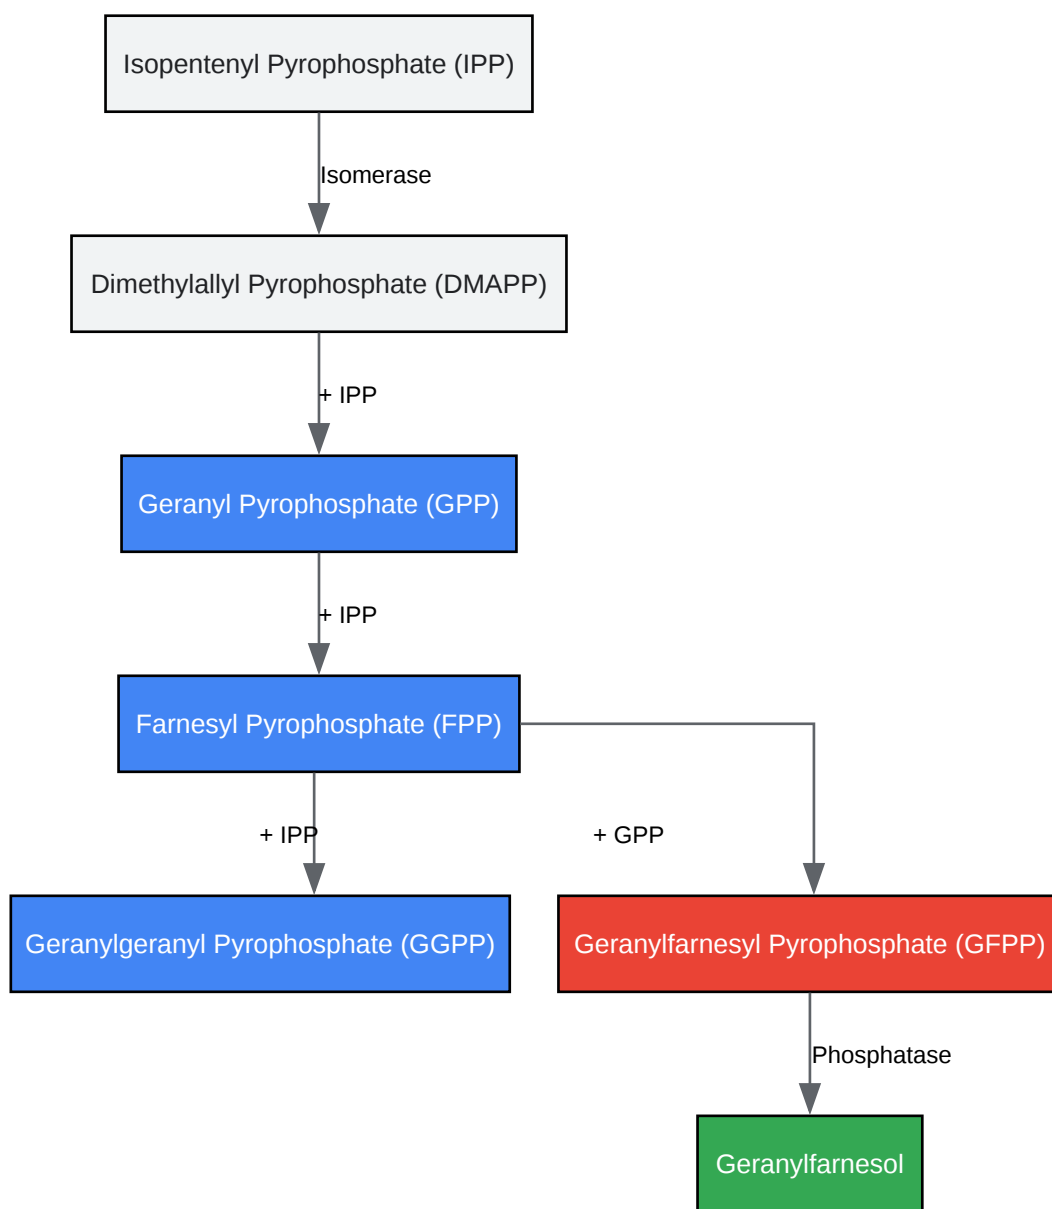 Isopentenyl Pyrophosphate (IPP)
Isomerase
Dimethylallyl Pyrophosphate (DMAPP)
+ IPP
Geranyl Pyrophosphate (GPP)
+ IPP
Farnesyl Pyrophosphate (FPP)
+ IPP
+ GPP
Geranylgeranyl Pyrophosphate (GGPP)
Geranylfarnesyl Pyrophosphate (GFPP)
Phosphatase
Geranylfarnesol